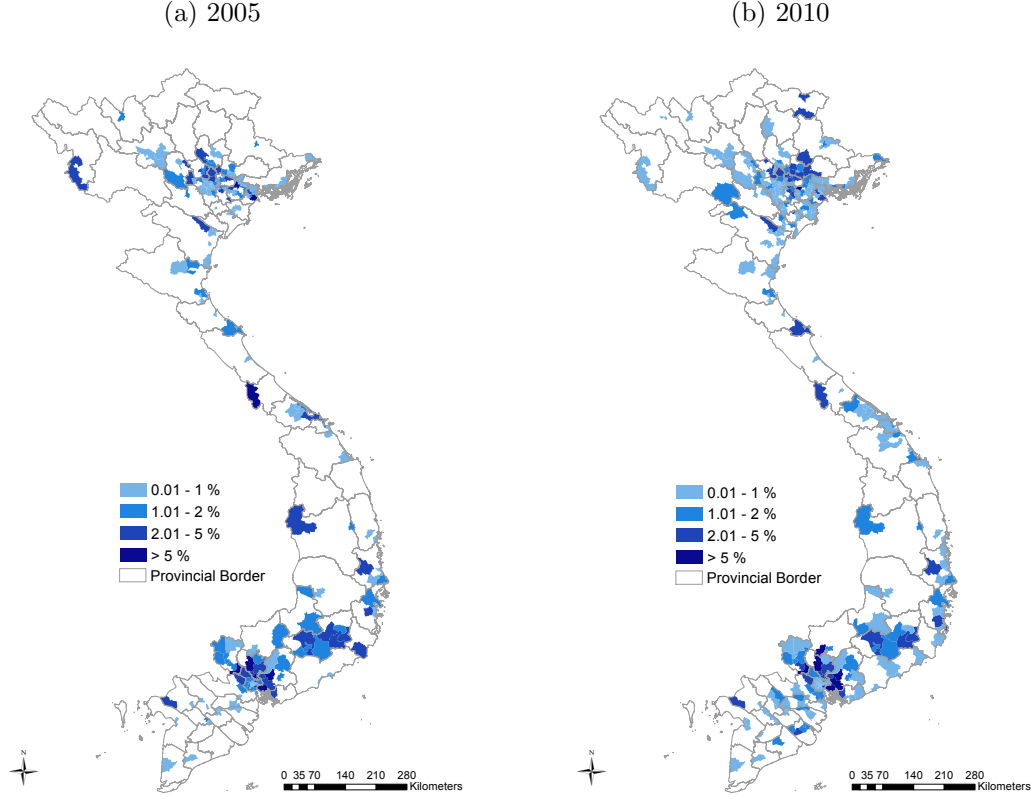 (a) 2005
0.01 - 1 %
1.01 - 2 %
2.01 - 5 %
> 5 %
Provincial Border
N
0 35 70 140 210 280
Kilometers
(b) 2010
0.01 - 1 %
1.01 - 2 %
2.01 - 5 %
> 5 %
Provincial Border
N
0 35 70 140 210 280
Kilometers